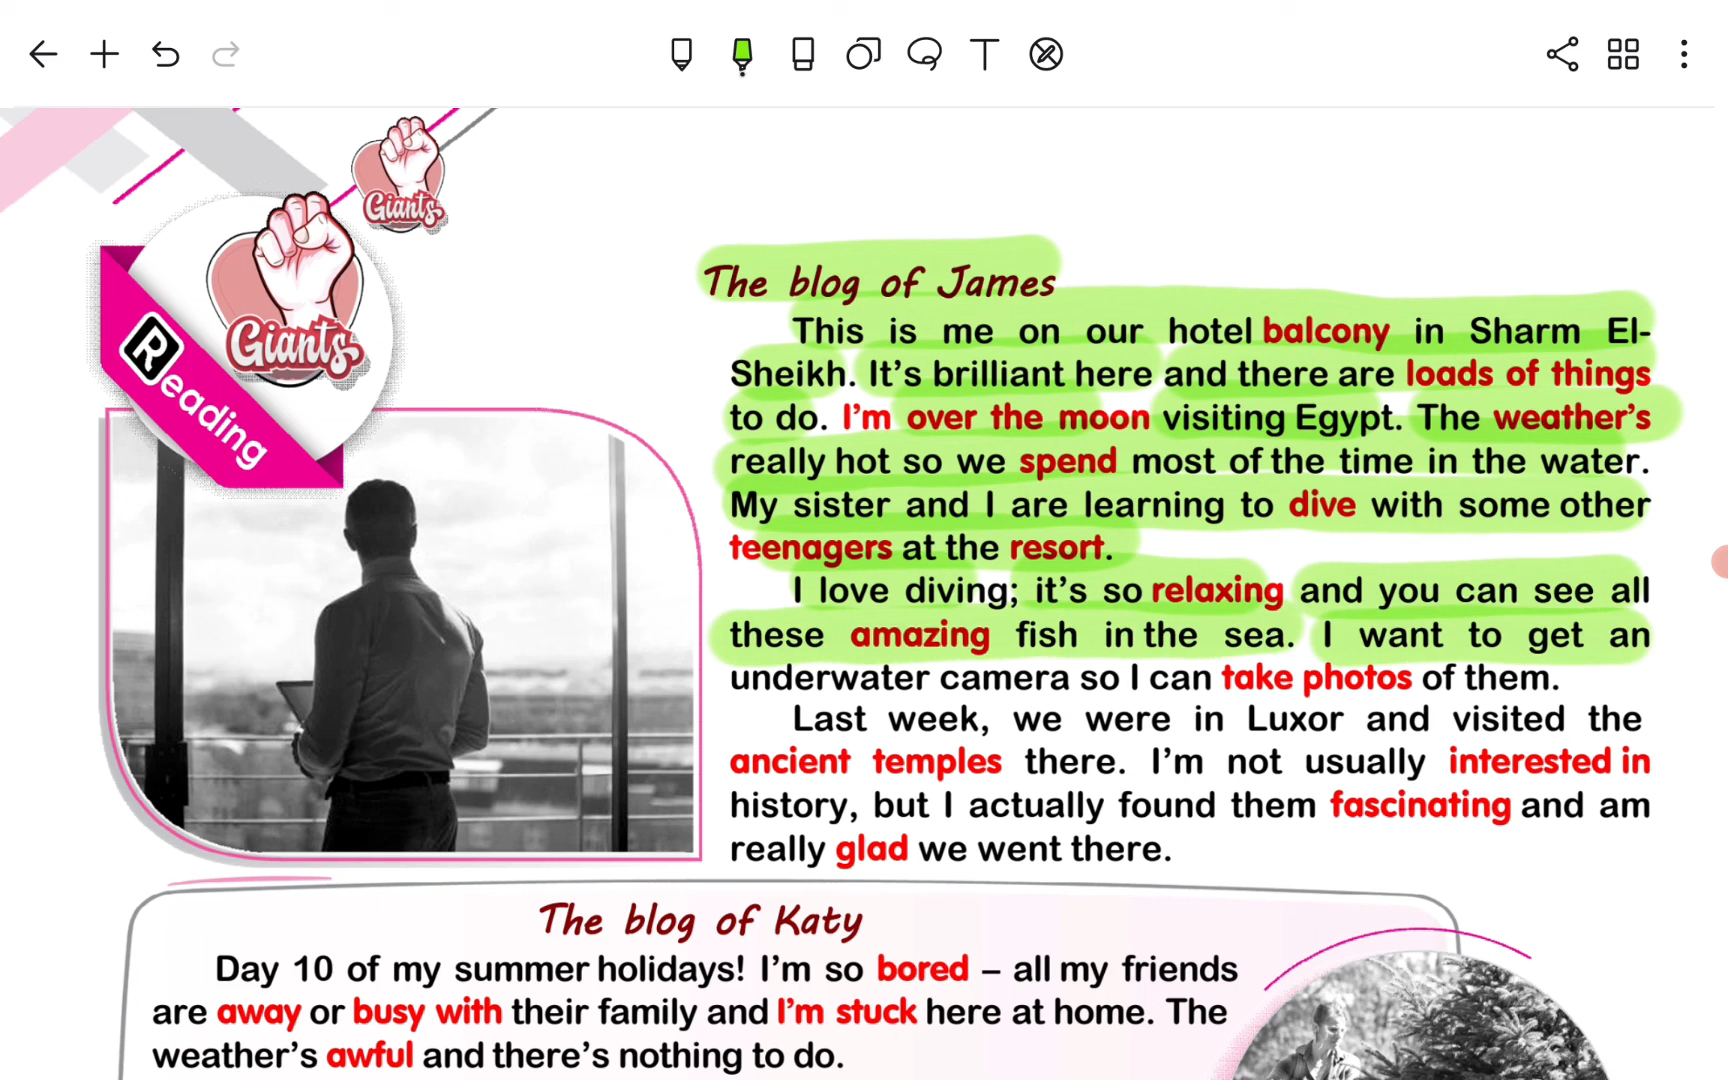 Giants
Giants
Reading
The blog of James
This is me on our hotel balcony in Sharm El-
Sheikh. It's brilliant here and there are loads of things
to do. I'm over the moon visiting Egypt. The weather's
really hot so we spend most of the time in the water.
My sister and I are learning to dive with some other
teenagers at the resort.
I love diving; it's so relaxing and you can see all
these amazing fish in the sea. I want to get an
underwater camera so I can take photos of them.
Last week, we were in Luxor and visited the
ancient temples there. I'm not usually interested in
history, but I actually found them fascinating and am
really glad we went there.
The blog of Katy
Day 10 of my summer holidays! I'm so bored – all my friends
are away or busy with their family and I'm stuck here at home. The
weather's awful and there's nothing to do.